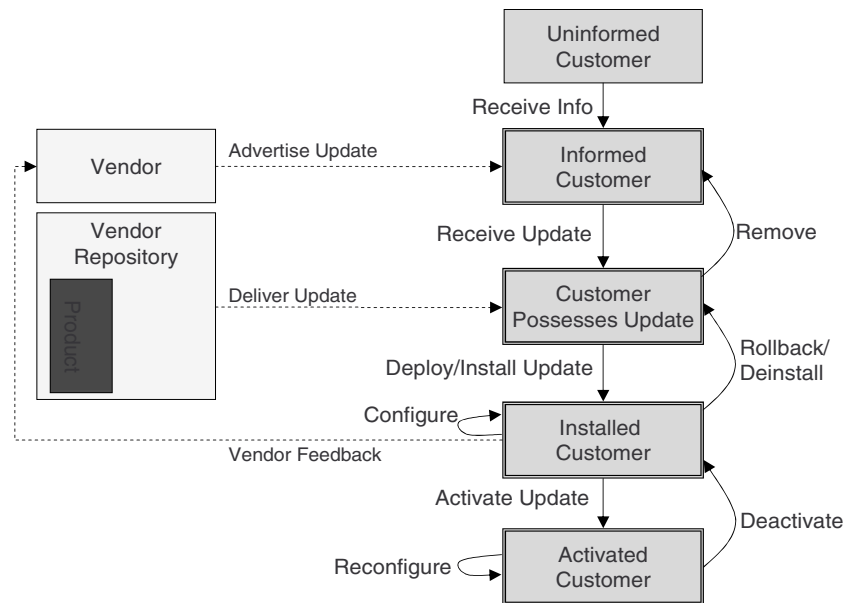 Uninformed
Customer
Receive Info
Vendor
Advertise Update
Informed
Customer
Vendor
Repository
Receive Update
Remove
Product
Deliver Update
Customer
Possesses Update
Deploy/Install Update
Rollback/
Deinstall
Configure
Installed
Customer
Vendor Feedback
Activate Update
Deactivate
Reconfigure
Activated
Customer